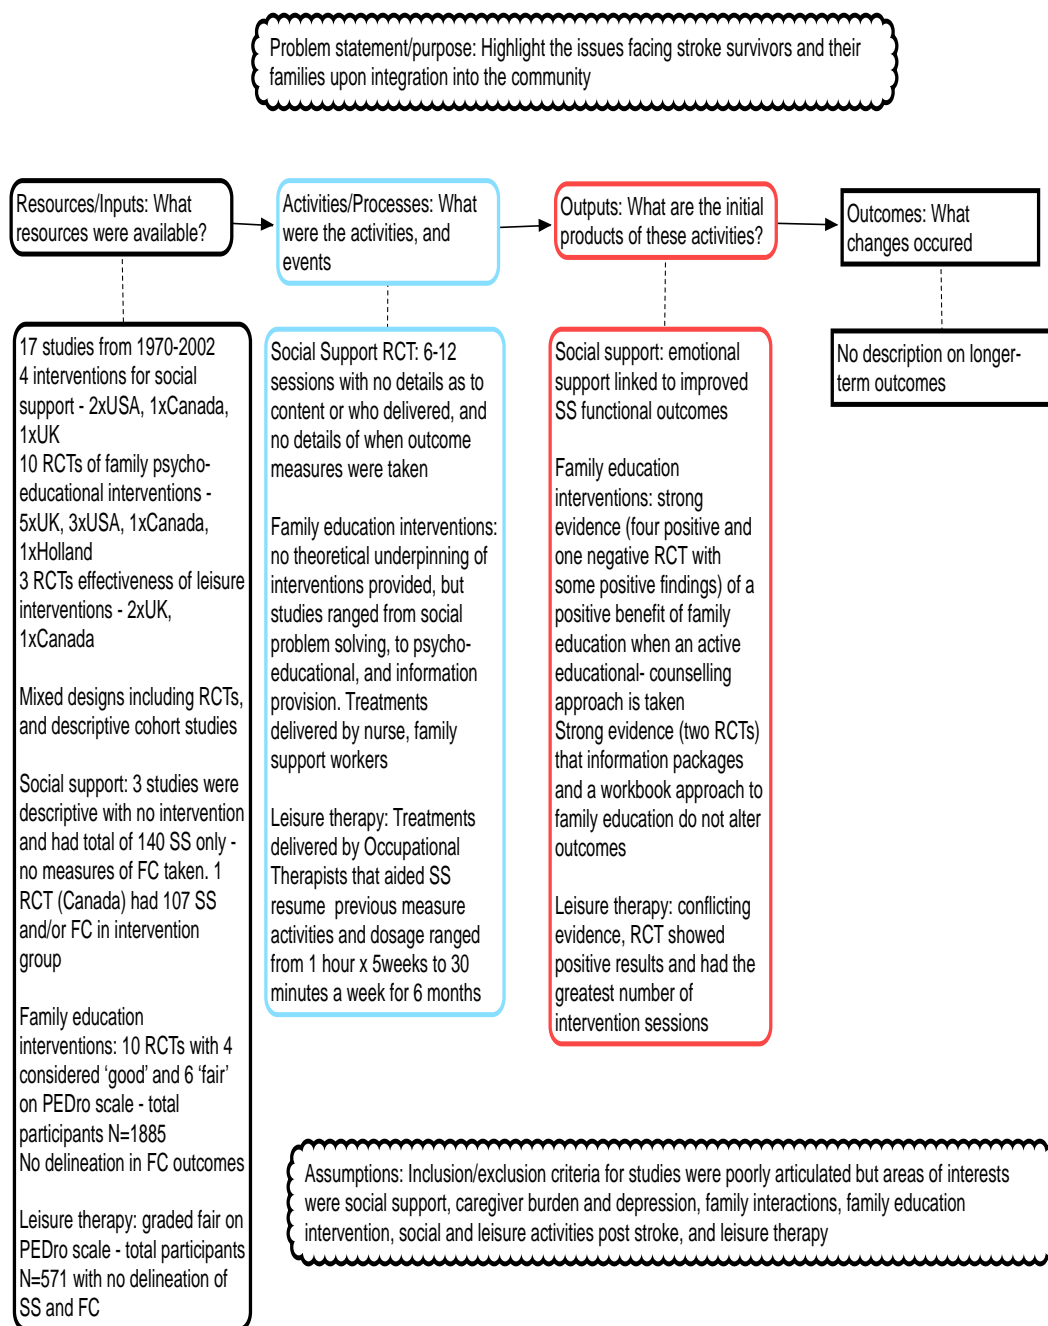 Problem statement/purpose: Highlight the issues facing stroke survivors and their
families upon integration into the community
Resources/Inputs: What
resources were available?
Activities/Processes: What
were the activities, and
events
Outputs: What are the initial
products of these activities?
Outcomes: What
changes occured
17 studies from 1970-2002
4 interventions for social
support - 2xUSA, 1xCanada,
1xUK
10 RCTs of family psycho-
educational interventions -
5xUK, 3xUSA, 1xCanada,
1xHolland
3 RCTs effectiveness of leisure
interventions - 2xUK,
1xCanada
Mixed designs including RCTs,
and descriptive cohort studies
Social support: 3 studies were
descriptive with no intervention
and had total of 140 SS only -
no measures of FC taken. 1
RCT (Canada) had 107 SS
and/or FC in intervention
group
Family education
interventions: 10 RCTs with 4
considered ‘good’ and 6 ‘fair’
on PEDro scale - total
participants N=1885
No delineation in FC outcomes
Leisure therapy: graded fair on
PEDro scale - total participants
N=571 with no delineation of
SS and FC
Social Support RCT: 6-12
sessions with no details as to
content or who delivered, and
no details of when outcome
measures were taken
Family education interventions:
no theoretical underpinning of
interventions provided, but
studies ranged from social
problem solving, to psycho-
educational, and information
provision. Treatments
delivered by nurse, family
support workers
Leisure therapy: Treatments
delivered by Occupational
Therapists that aided SS
resume previous measure
activities and dosage ranged
from 1 hour x 5weeks to 30
minutes a week for 6 months
Social support: emotional
support linked to improved
SS functional outcomes
Family education
interventions: strong
evidence (four positive and
one negative RCT with
some positive findings) of a
positive benefit of family
education when an active
educational- counselling
approach is taken
Strong evidence (two RCTs)
that information packages
and a workbook approach to
family education do not alter
outcomes
Leisure therapy: conflicting
evidence, RCT showed
positive results and had the
greatest number of
intervention sessions
No description on longer-
term outcomes
Assumptions: Inclusion/exclusion criteria for studies were poorly articulated but areas of interests
were social support, caregiver burden and depression, family interactions, family education
intervention, social and leisure activities post stroke, and leisure therapy